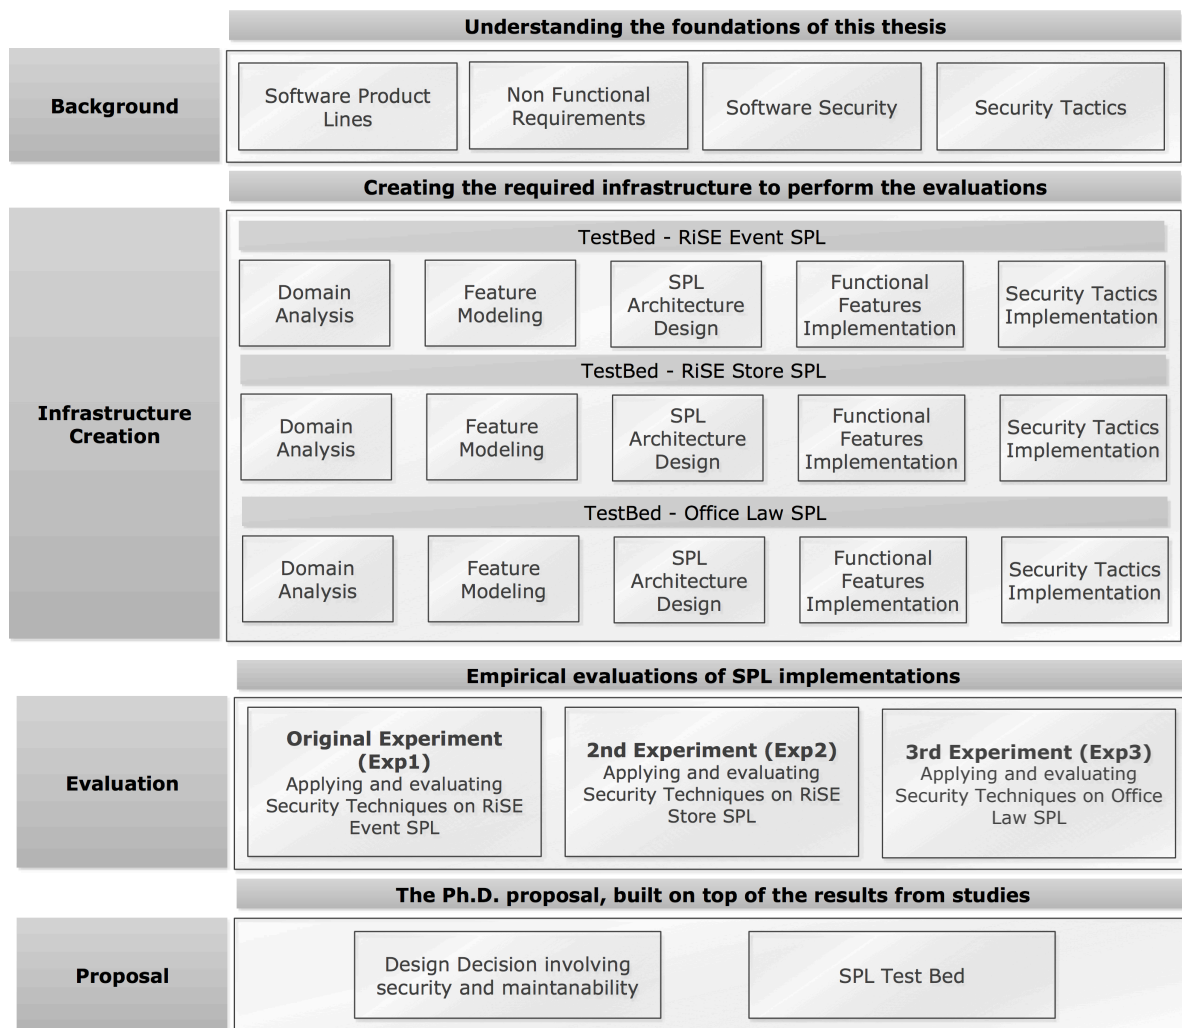 Understanding the foundations of this thesis
Background
Software Product
Lines
Non Functional
Requirements
Software Security
Security Tactics
Creating the required infrastructure to perform the evaluations
Infrastructure
Creation
TestBed - RiSE Event SPL
Domain
Analysis
Feature
Modeling
SPL
Architecture
Design
Functional
Features
Implementation
Security Tactics
Implementation
TestBed - RiSE Store SPL
Domain
Analysis
Feature
Modeling
SPL
Architecture
Design
Functional
Features
Implementation
Security Tactics
Implementation
TestBed - Office Law SPL
Domain
Analysis
Feature
Modeling
SPL
Architecture
Design
Functional
Features
Implementation
Security Tactics
Implementation
Empirical evaluations of SPL implementations
Evaluation
Original Experiment
(Exp1)
Applying and evaluating
Security Techniques on RiSE
Event SPL
2nd Experiment (Exp2)
Applying and evaluating
Security Techniques on RiSE
Store SPL
3rd Experiment (Exp3)
Applying and evaluating
Security Techniques on Office
Law SPL
The Ph.D. proposal, built on top of the results from studies
Proposal
Design Decision involving
security and maintanability
SPL Test Bed